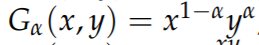 G_α(x, y) = x^{1−α}y^α